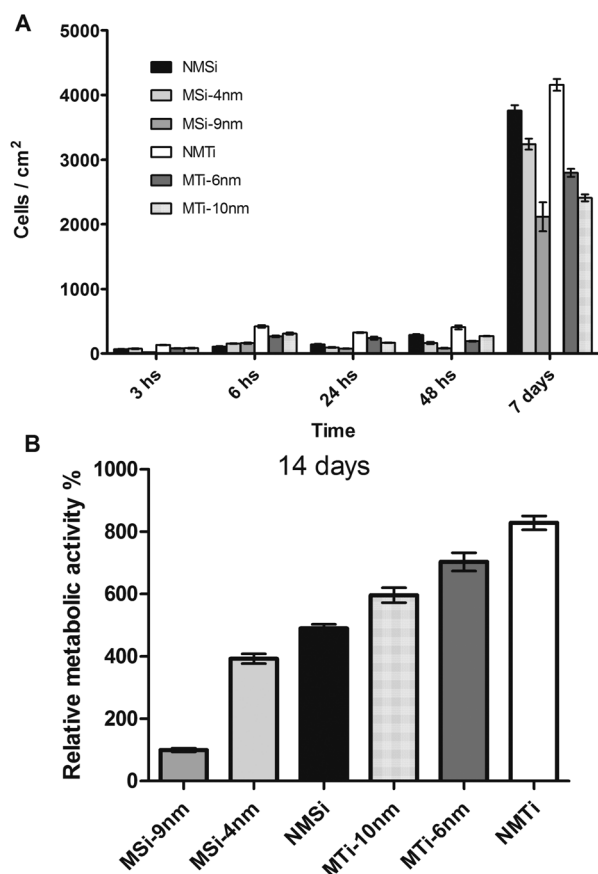 A
5000
4000
3000
2000
1000
0
Cells / cm²
NMSi
MSi-4nm
MSi-9nm
NMTi
MTi-6nm
MTi-10nm
3 hs
6 hs
24 hs
48 hs
7 days
Time
B
14 days
1000
800
600
400
200
0
Relative metabolic activity %
MSi-9nm
MSi-4nm
NMSi
MTi-10nm
MTi-6nm
NMTi